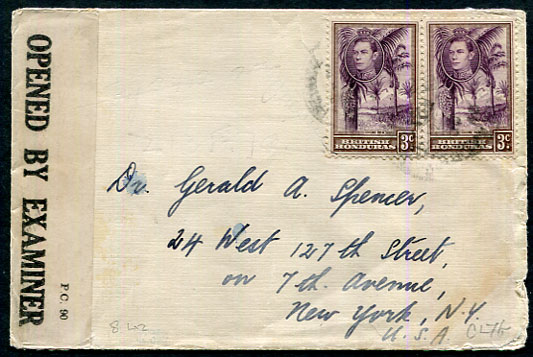 OPENED BY EXAMINER
P.C. 90
BRITISH
HONDURAS 3c
BRITISH
HONDURAS 3c
Dr. Gerald A. Spencer,
24 West 127th Street,
on 7th. Avenue,
New York, N.Y.
U.S.A.